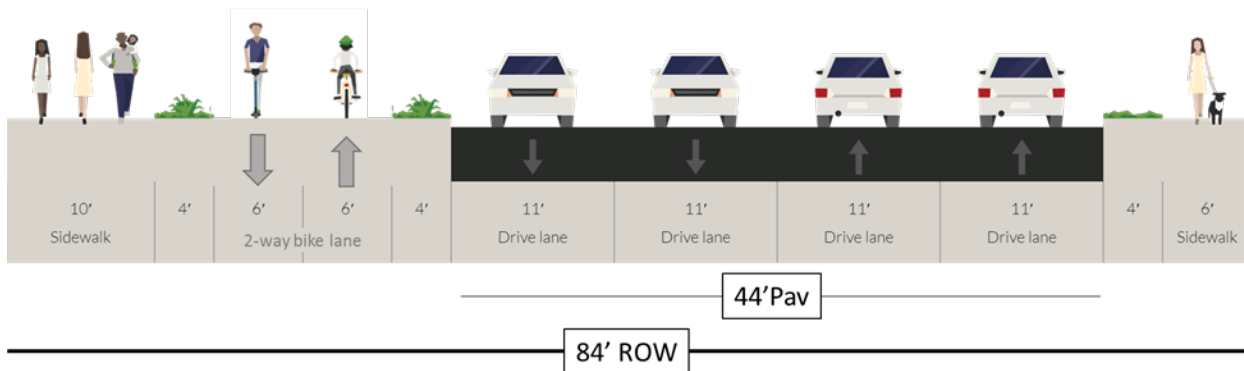 10′ 4′ 6′ 6′ 4′ 11′ 11′ 11′ 11′ 4′ 6′
Sidewalk 2-way bike lane Drive lane Drive lane Drive lane Drive lane Sidewalk
44’Pav
84’ ROW